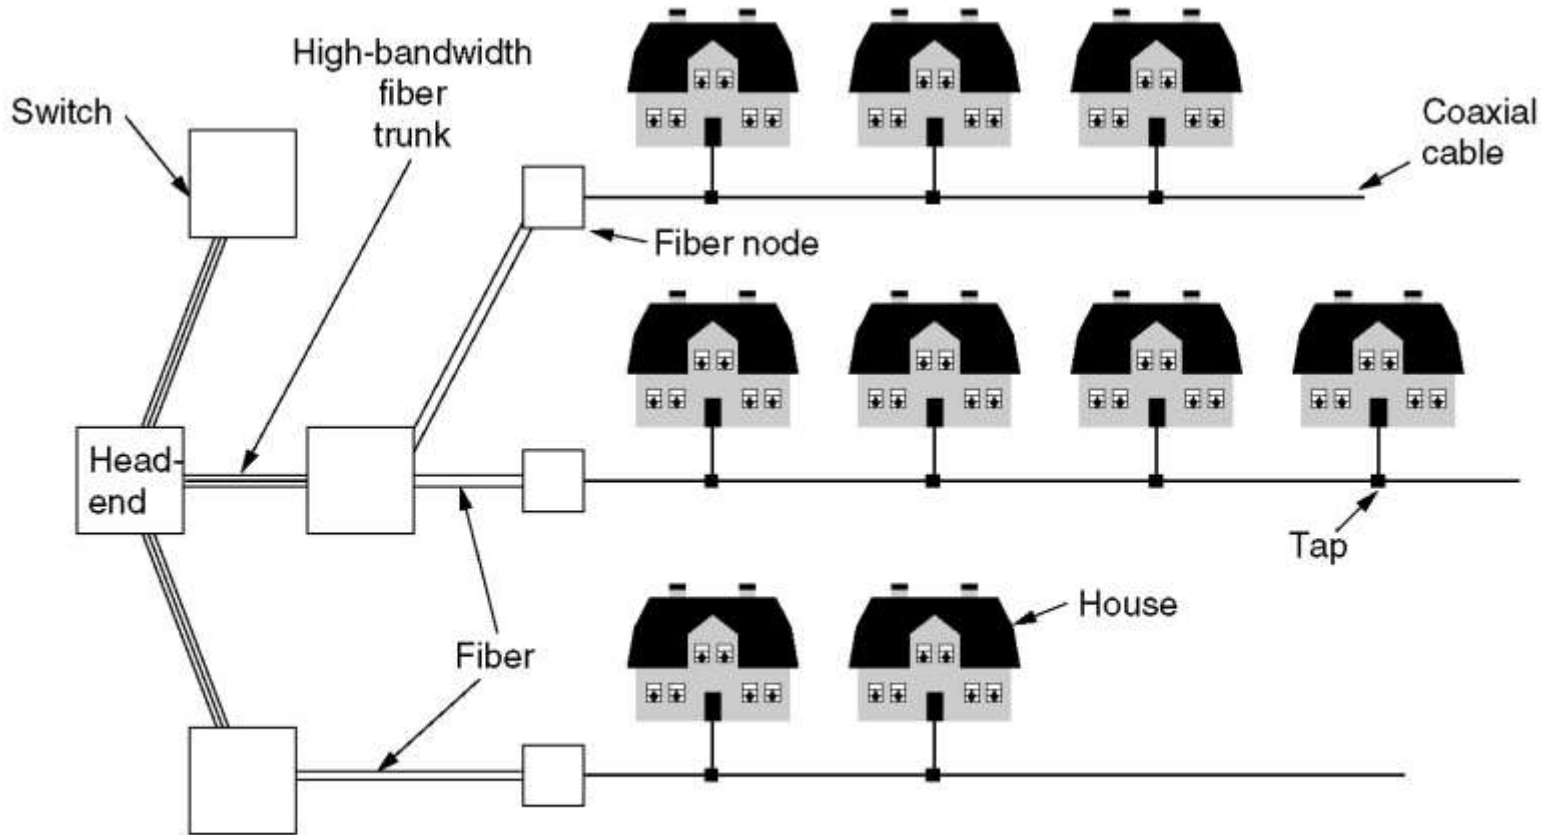 High-bandwidth
fiber
trunk
Switch
Coaxial
cable
Fiber node
Head-
end
Tap
House
Fiber